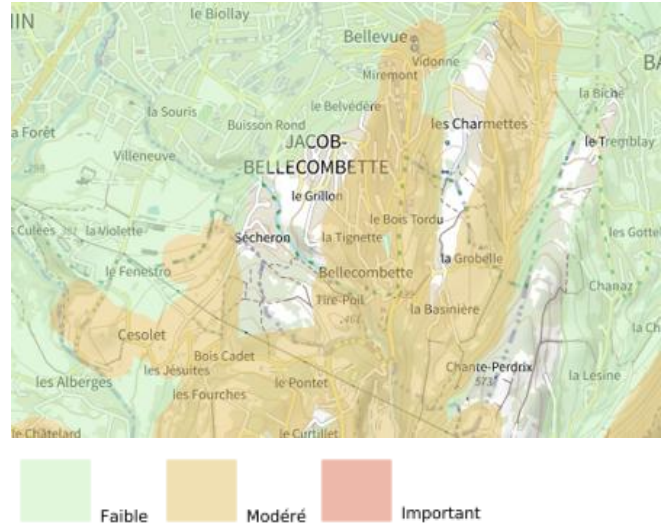 IIN
le Biollay
Bellevue
BA
Vidonne
Miremont
la Biche
la Souris
le Belvédère
Buisson Rond
les Charmettes
a Forêt
JACOB-
BELLECOMBETTE
le Tremblay
Villeneuve
298
le Grillon
le Bois Tordu
s Culées
la Violette
Sécheron
la Tignette
les Gottel
le Fenestro
Bellecombette
la Grobelle
Chanaz
Tire-Poil
la Basinière
Cesolet
la Ch
Bois Cadet
les Jésuites
Chante-Perdrix
les Alberges
le Pontet
573
la Lesine
les Fourches
le Châtelard
le Curtillet
Faible
Modéré
Important